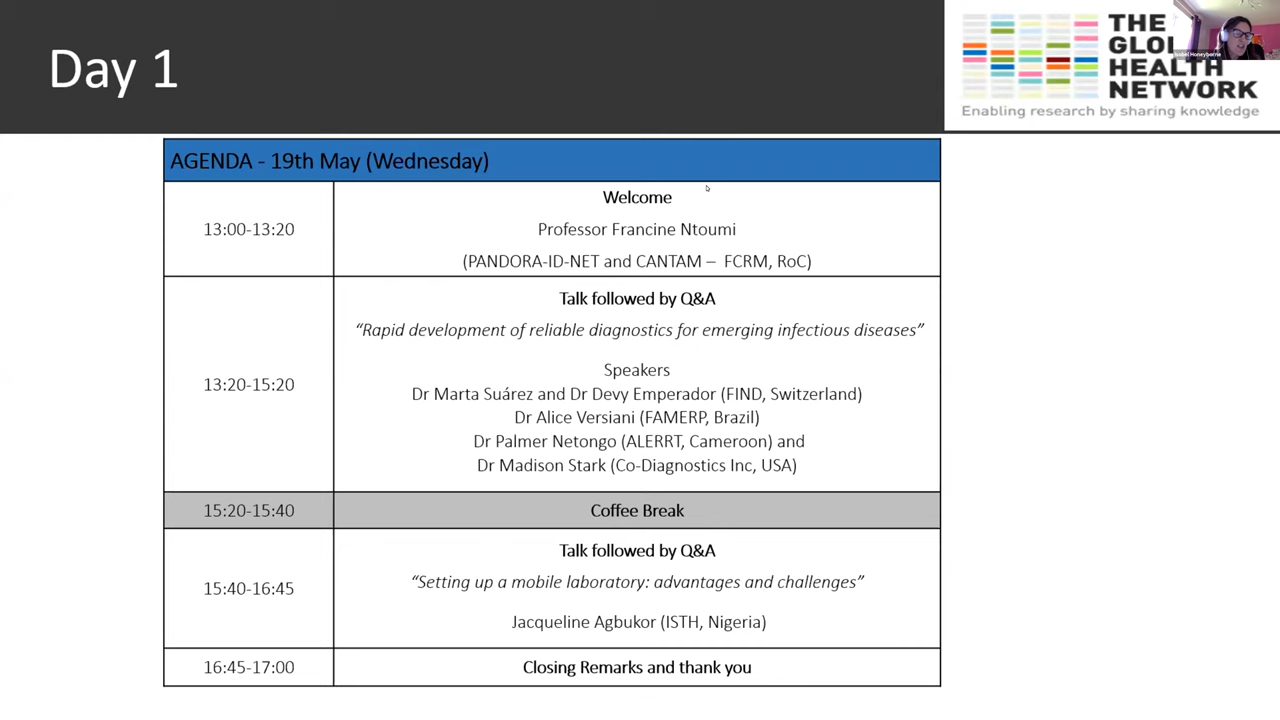 Day 1
THE
GLO
HEALTH
NETWORK
Enabling research by sharing knowledge
Honeyborne
AGENDA - 19th May (Wednesday)
13:00-13:20
Welcome
Professor Francine Ntoumi
(PANDORA-ID-NET and CANTAM – FCRM, RoC)
13:20-15:20
Talk followed by Q&A
“Rapid development of reliable diagnostics for emerging infectious diseases”
Speakers
Dr Marta Suárez and Dr Devy Emperador (FIND, Switzerland)
Dr Alice Versiani (FAMERP, Brazil)
Dr Palmer Netongo (ALERRT, Cameroon) and
Dr Madison Stark (Co-Diagnostics Inc, USA)
15:20-15:40
Coffee Break
15:40-16:45
Talk followed by Q&A
“Setting up a mobile laboratory: advantages and challenges”
Jacqueline Agbukor (ISTH, Nigeria)
16:45-17:00
Closing Remarks and thank you